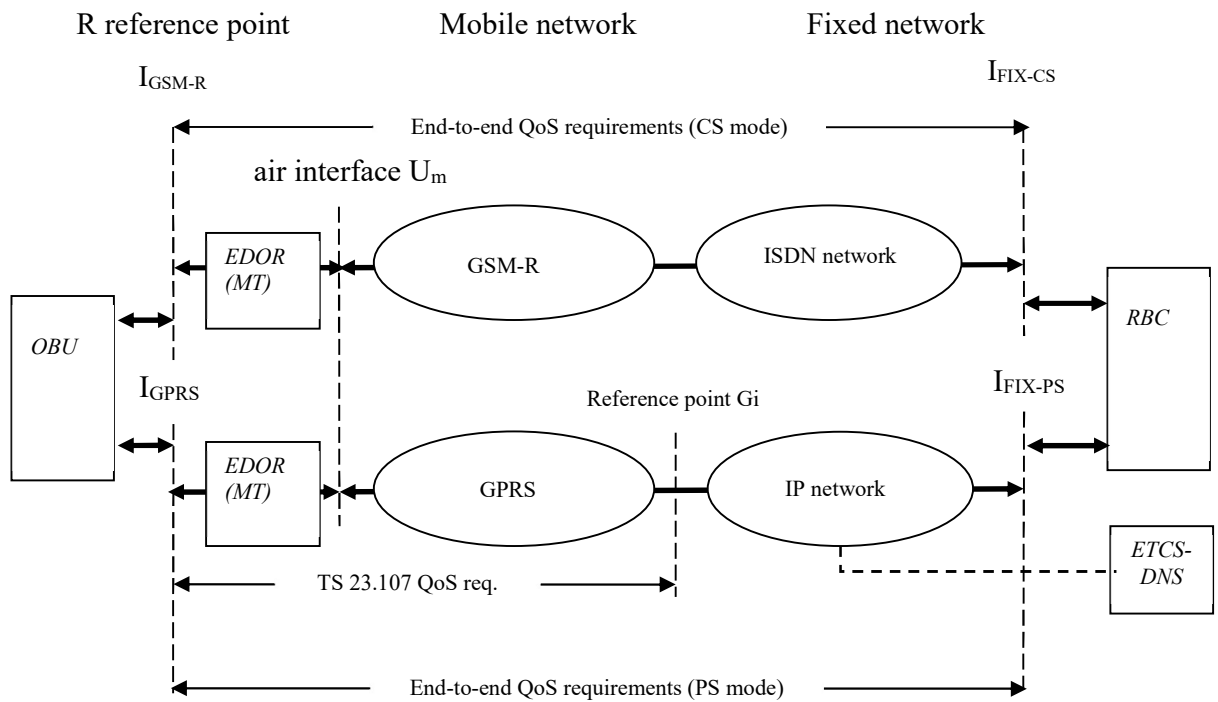 R reference point
Mobile network
Fixed network
IGSM-R
IFIX-CS
End-to-end QoS requirements (CS mode)
air interface Um
EDOR
(MT)
GSM-R
ISDN network
OBU
RBC
IGPRS
IFIX-PS
Reference point Gi
EDOR
(MT)
GPRS
IP network
ETCS-
DNS
TS 23.107 QoS req.
End-to-end QoS requirements (PS mode)